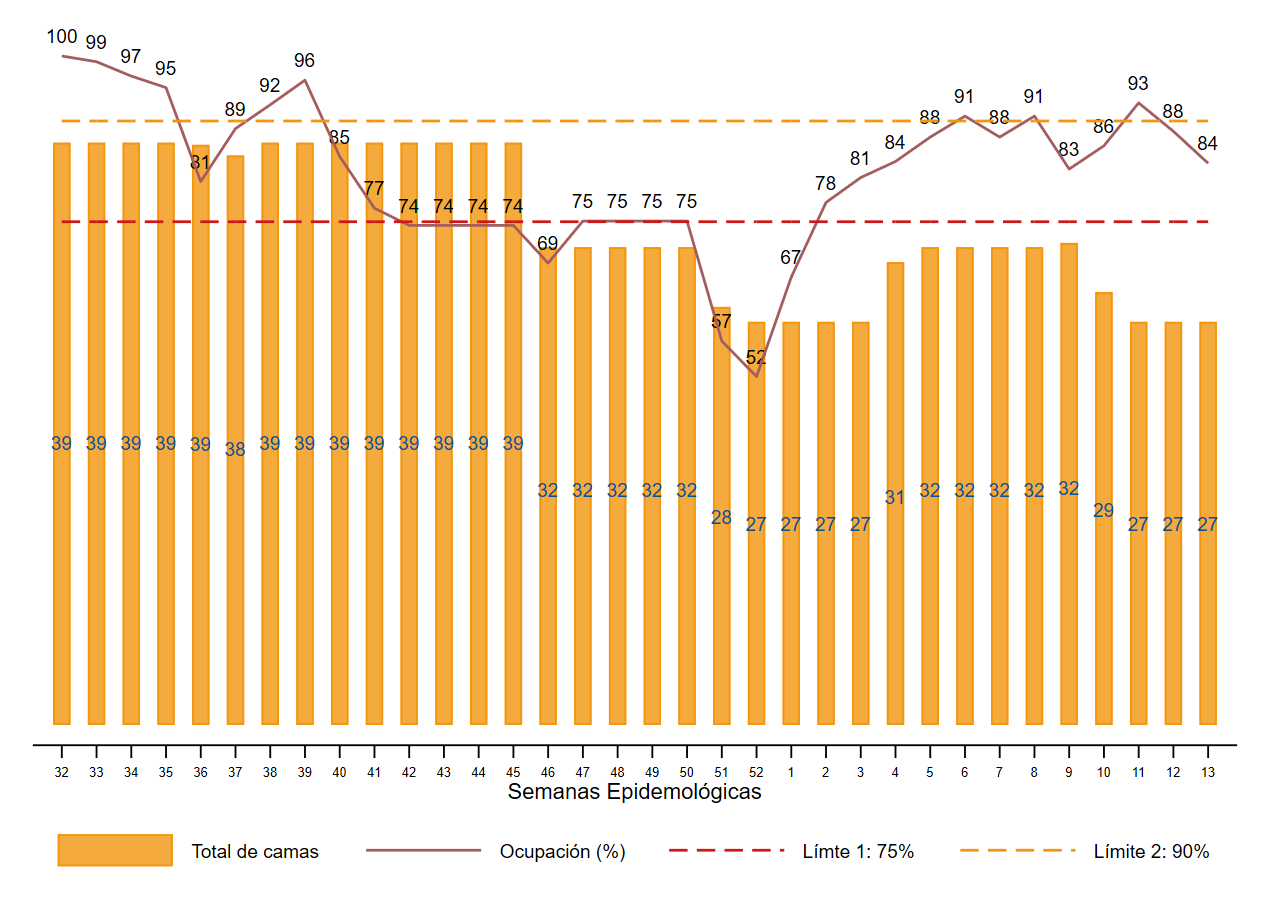 100 99 97 95 81 89 92 96 85 77 74 74 74 74 69 75 75 75 75 57 52 67 78 81 84 88 91 88 91 83 86 93 88 84
39 39 39 39 39 38 39 39 39 39 39 39 39 39 32 32 32 32 32 28 27 27 27 27 31 32 32 32 32 32 29 27 27 27
32 33 34 35 36 37 38 39 40 41 42 43 44 45 46 47 48 49 50 51 52 1 2 3 4 5 6 7 8 9 10 11 12 13
Semanas Epidemológicas
Total de camas Ocupación (%) Límte 1: 75% Límite 2: 90%